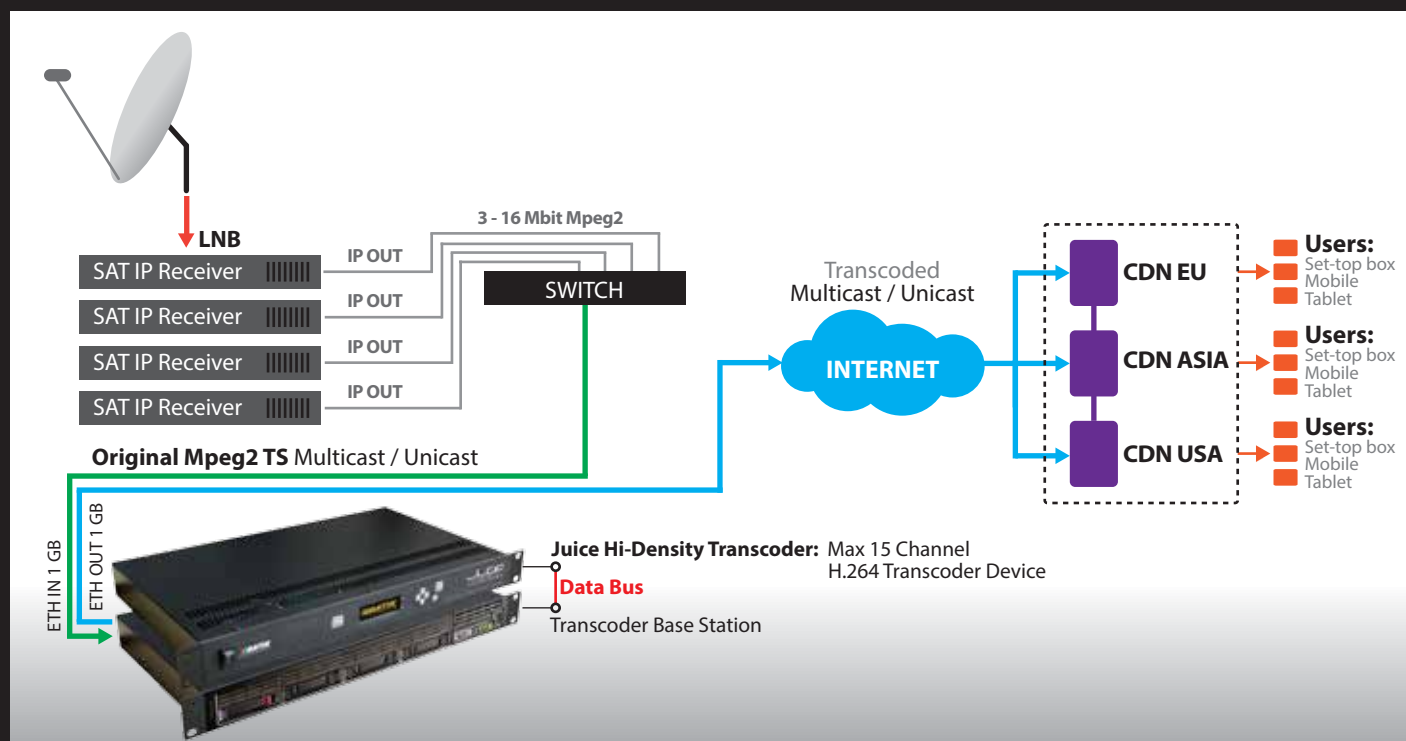 LNB
SAT IP Receiver
SAT IP Receiver
SAT IP Receiver
SAT IP Receiver
IP OUT
IP OUT
IP OUT
IP OUT
3 - 16 Mbit Mpeg2
SWITCH
Original Mpeg2 TS Multicast / Unicast
ETH IN 1 GB
ETH OUT 1 GB
Juice Hi-Density Transcoder: Max 15 Channel
H.264 Transcoder Device
Data Bus
Transcoder Base Station
Transcoded
Multicast / Unicast
INTERNET
CDN EU
CDN ASIA
CDN USA
Users:
Set-top box
Mobile
Tablet
Users:
Set-top box
Mobile
Tablet
Users:
Set-top box
Mobile
Tablet